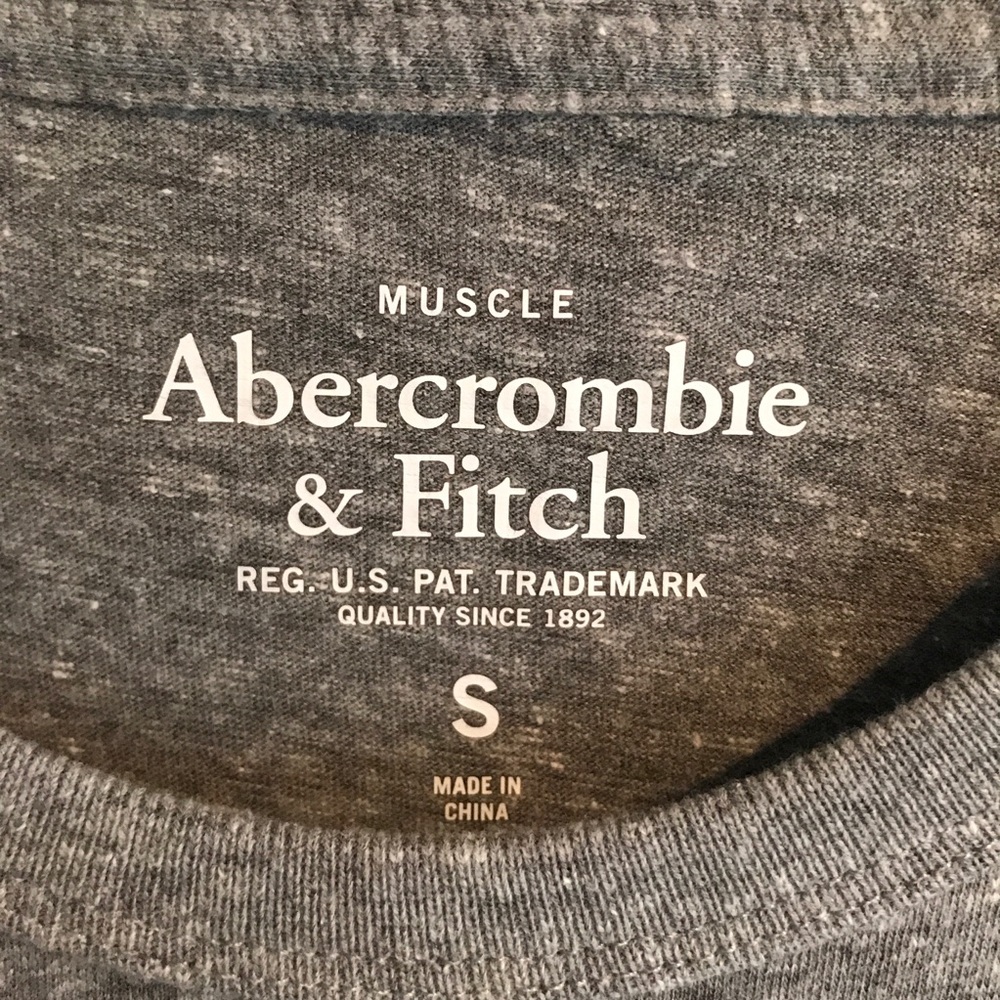 MUSCLE
Abercrombie
& Fitch
REG. U.S. PAT. TRADEMARK
QUALITY SINCE 1892
S
MADE IN
CHINA